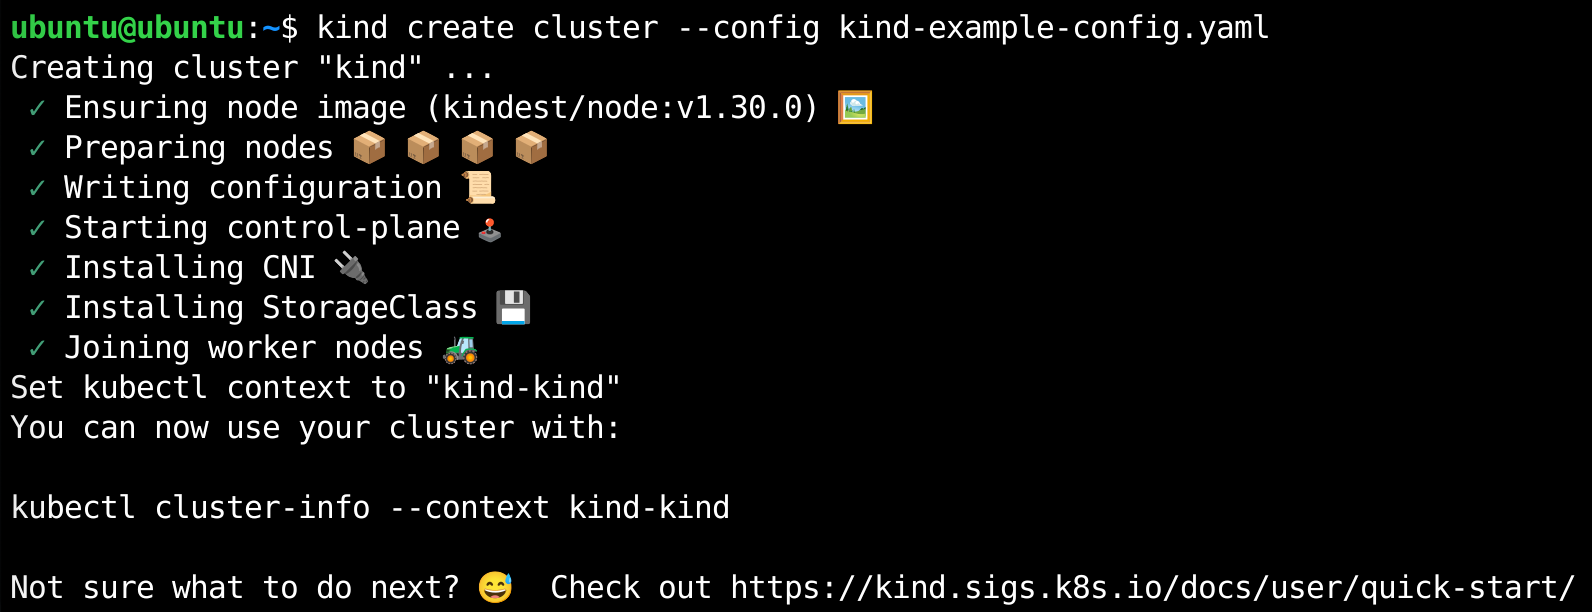 ubuntu@ubuntu:~$ kind create cluster --config kind-example-config.yaml
Creating cluster "kind" ...
✓ Ensuring node image (kindest/node:v1.30.0) 🖼️
✓ Preparing nodes 📦 📦 📦 📦
✓ Writing configuration 📜
✓ Starting control-plane 🕹️
✓ Installing CNI 🔌
✓ Installing StorageClass 💾
✓ Joining worker nodes 🚜
Set kubectl context to "kind-kind"
You can now use your cluster with:

kubectl cluster-info --context kind-kind

Not sure what to do next? 😅  Check out https://kind.sigs.k8s.io/docs/user/quick-start/